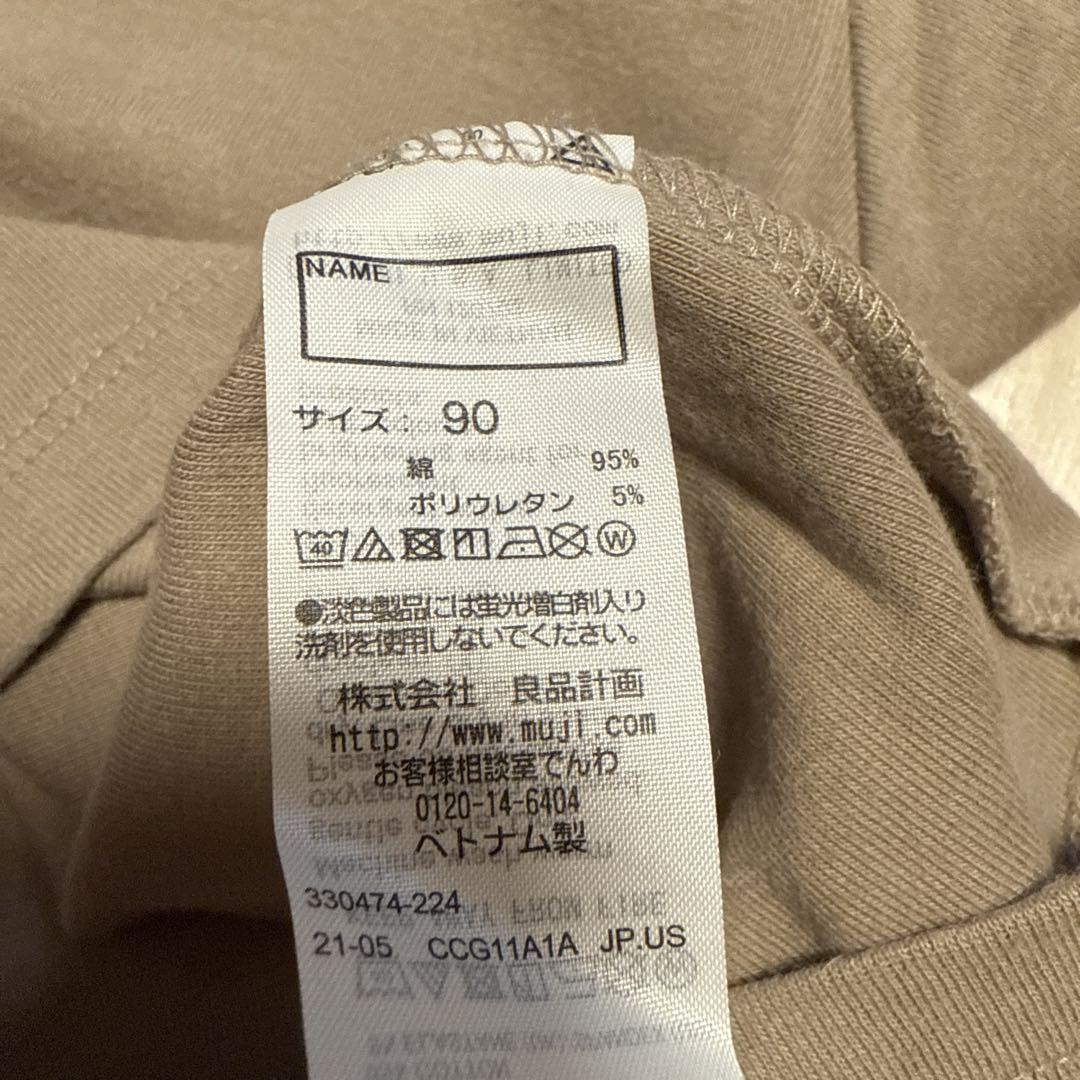 NAME
サイズ: 90
綿 95%
ポリウレタン 5%
40 W
●淡色製品には蛍光増白剤入り
洗剤を使用しないでください。
株式会社 良品計画
http://www.muji.com
お客様相談室でんわ
0120-14-6404
ベトナム製
330474-224
21-05 CCG11A1A JP.US